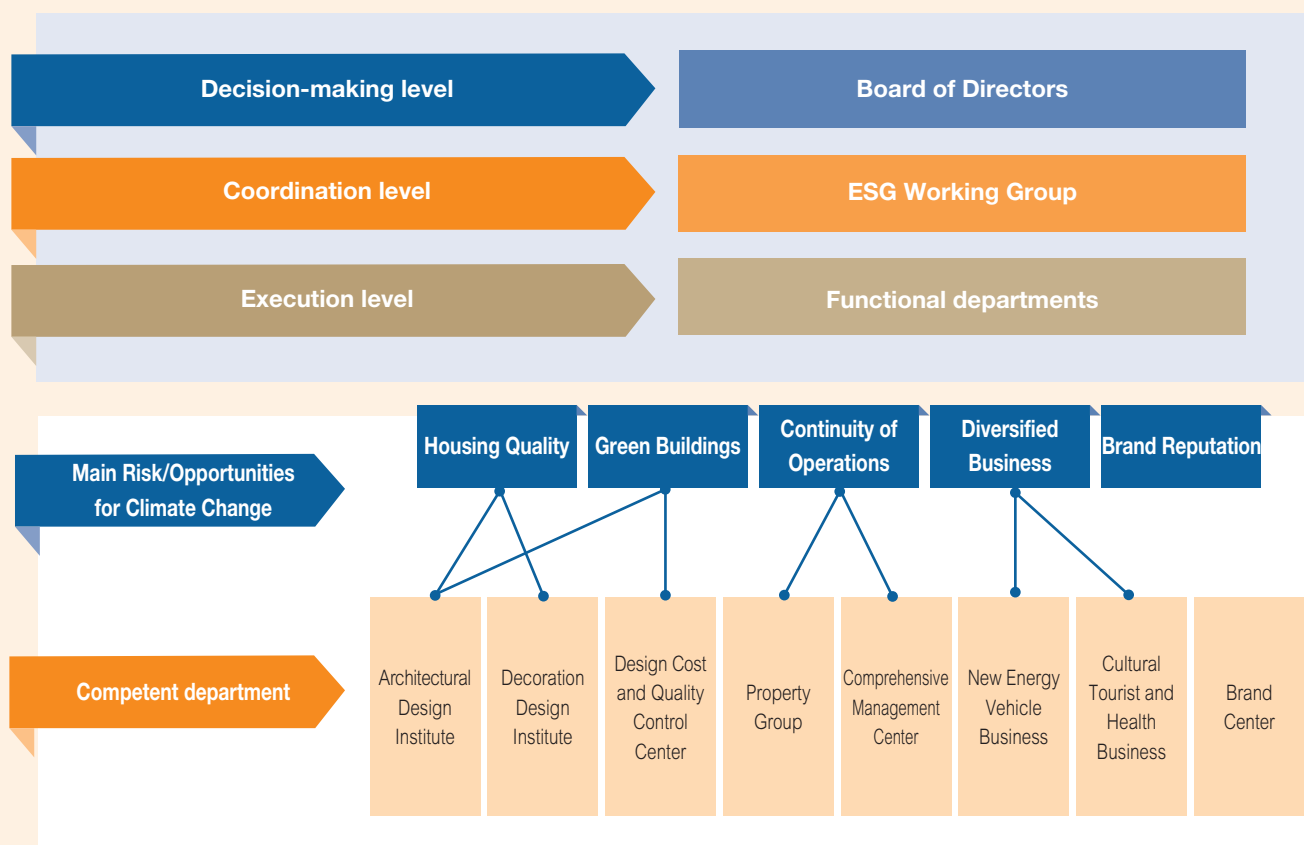 Decision-making level
Board of Directors
Coordination level
ESG Working Group
Execution level
Functional departments
Main Risk/Opportunities
for Climate Change
Housing Quality
Green Buildings
Continuity of
Operations
Diversified
Business
Brand Reputation
Competent department
Architectural
Design
Institute
Decoration
Design
Institute
Design Cost
and Quality
Control
Center
Property
Group
Comprehensive
Management
Center
New Energy
Vehicle
Business
Cultural
Tourist and
Health
Business
Brand
Center